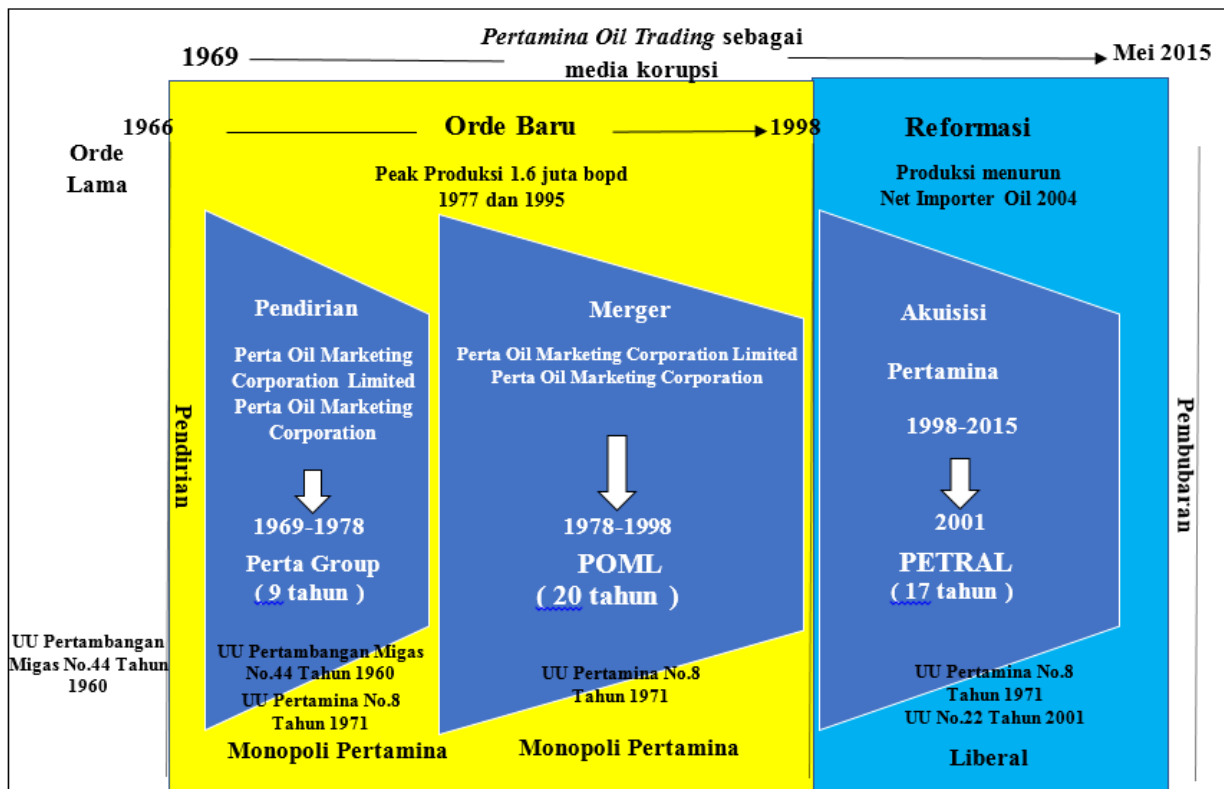 Pertamina Oil Trading sebagai
media korupsi
1969
Mei 2015
1966
Orde Baru
1998
Reformasi
Orde
Lama
Peak Produksi 1.6 juta bopd
1977 dan 1995
Produksi menurun
Net Importer Oil 2004
Pendirian
Pendirian
Perta Oil Marketing
Corporation Limited
Perta Oil Marketing
Corporation
1969-1978
Perta Group
( 9 tahun )
UU Pertambangan Migas
No.44 Tahun 1960
UU Pertamina No.8
Tahun 1971
Monopoli Pertamina
Merger
Perta Oil Marketing Corporation Limited
Perta Oil Marketing Corporation
1978-1998
POML
( 20 tahun )
UU Pertamina No.8
Tahun 1971
Monopoli Pertamina
Akuisisi
Pertamina
1998-2015
2001
PETRAL
( 17 tahun )
UU Pertamina No.8
Tahun 1971
UU No.22 Tahun 2001
Liberal
Pembubaran
UU Pertambangan
Migas No.44 Tahun
1960